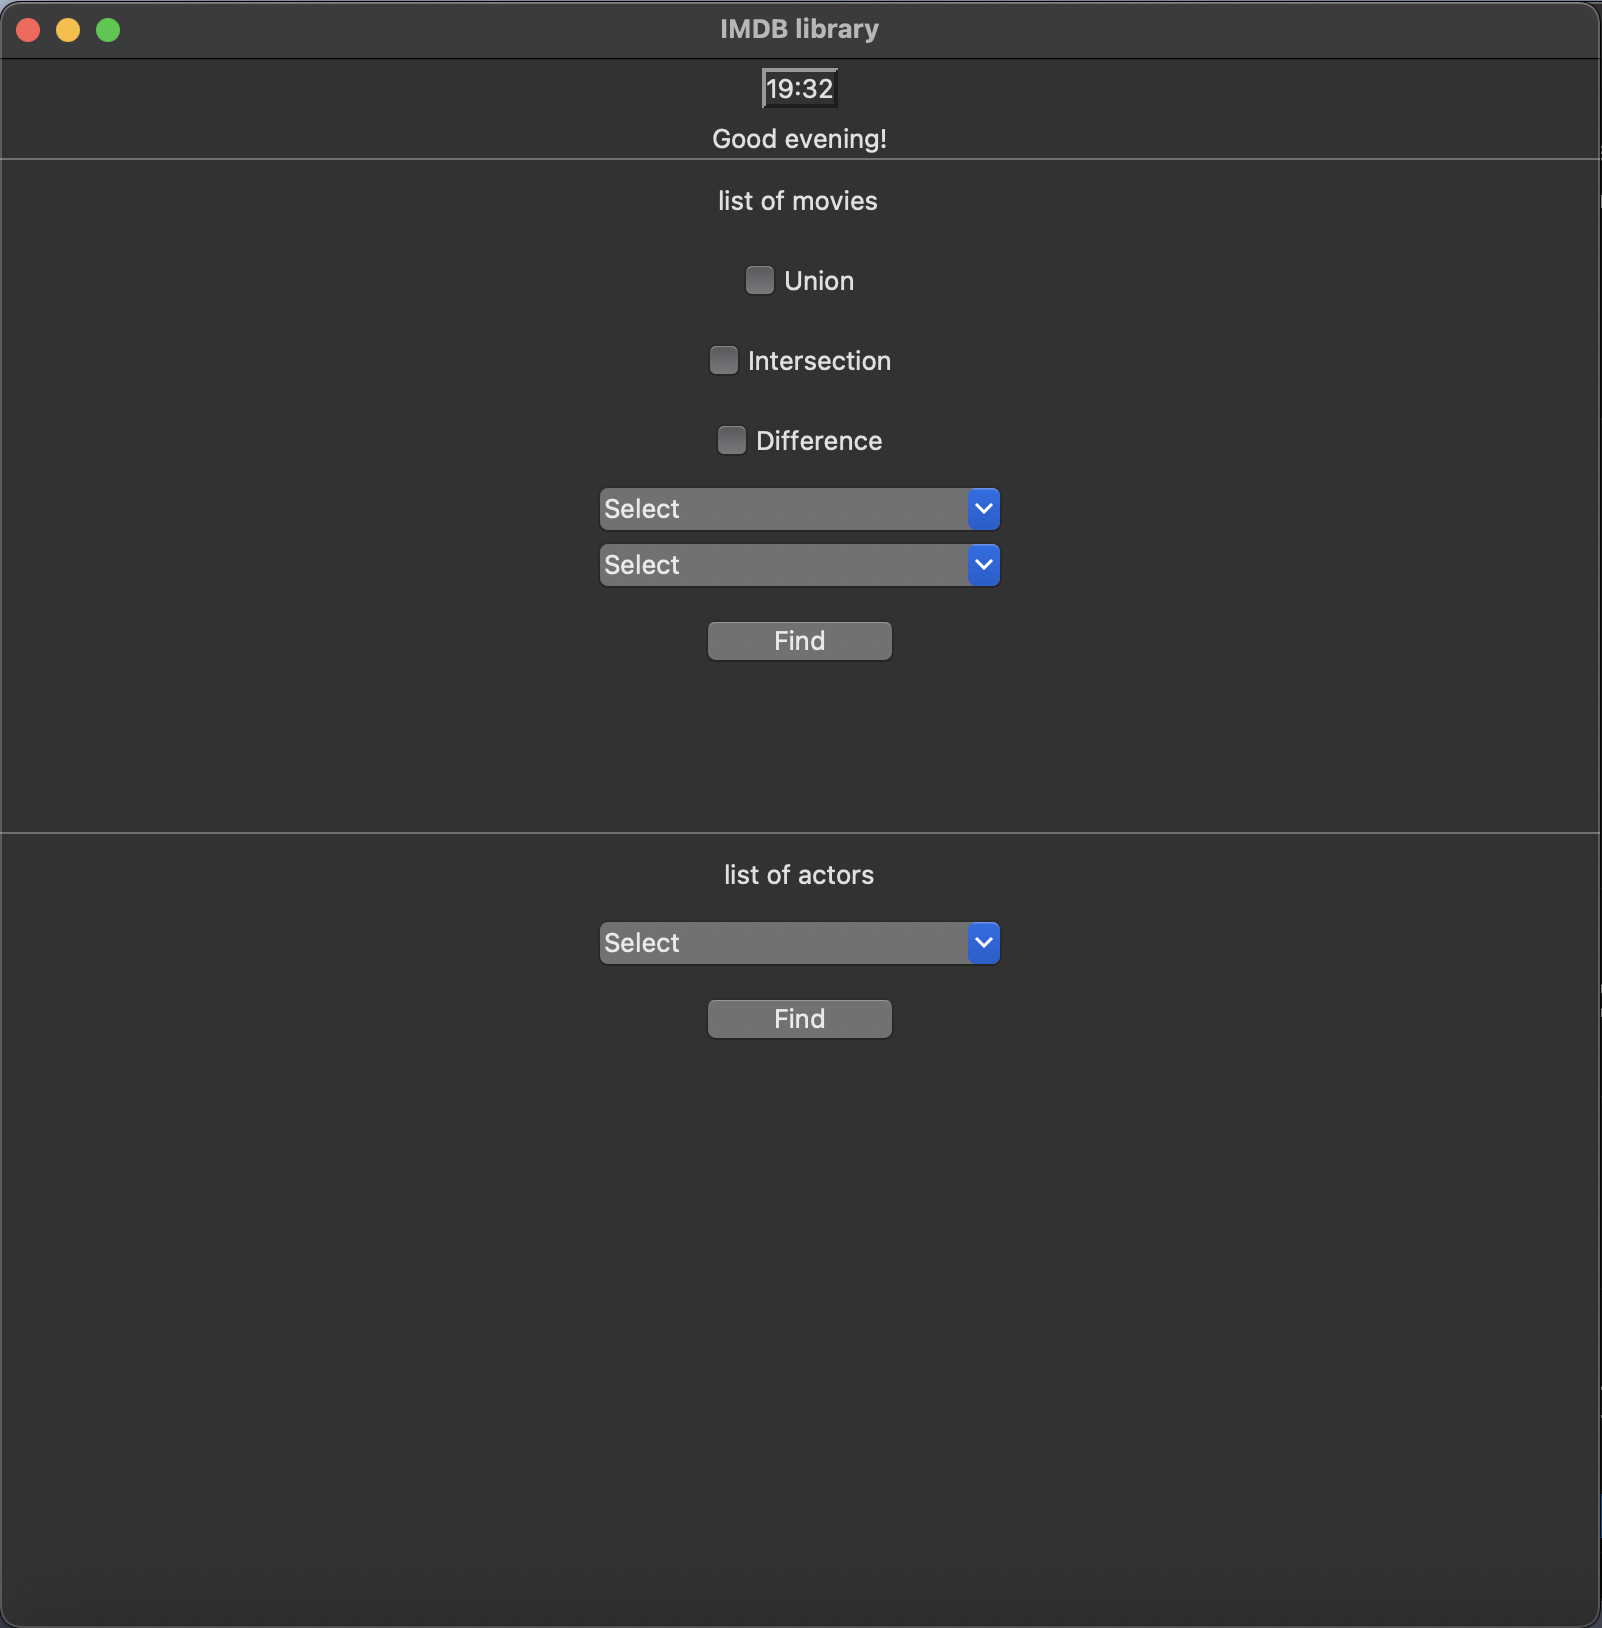 IMDB library
19:32
Good evening!
list of movies
Union
Intersection
Difference
Select
Select
Find
list of actors
Select
Find